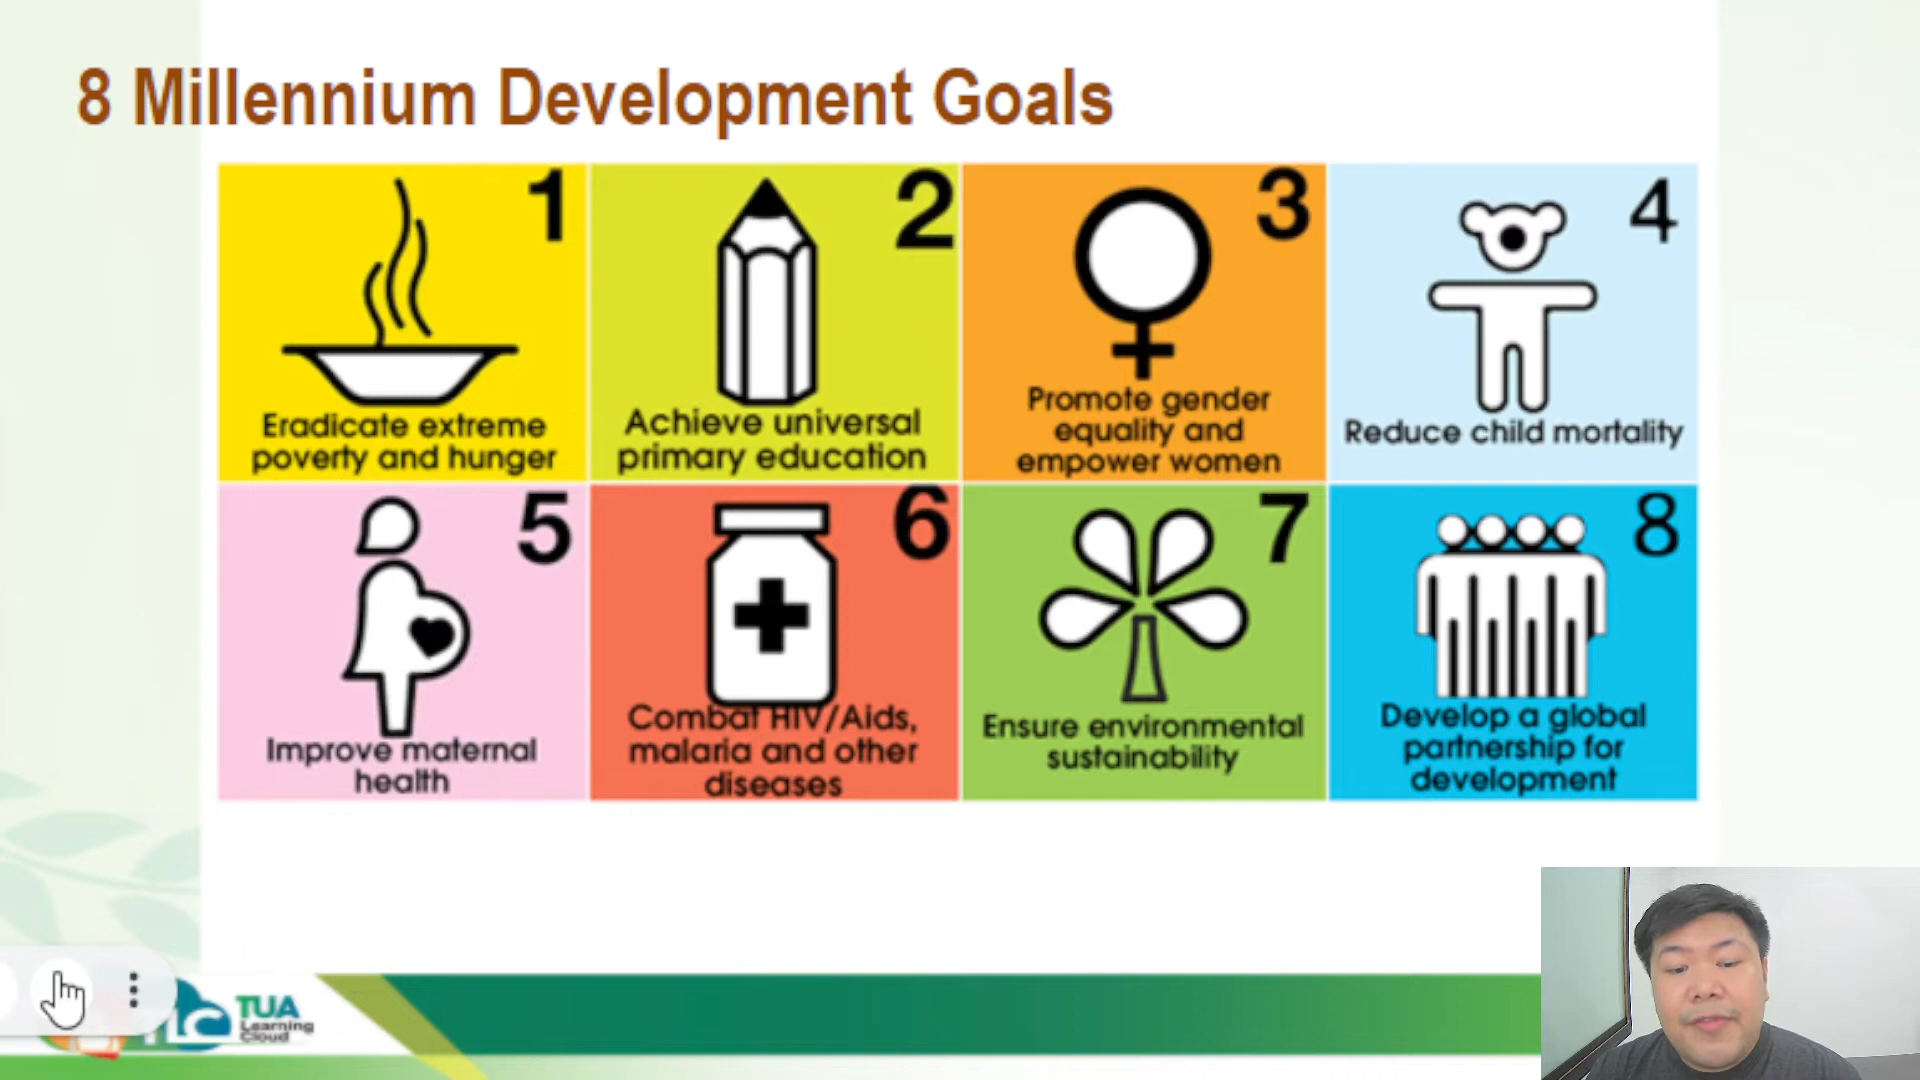 8 Millennium Development Goals
1
Eradicate extreme
poverty and hunger
2
Achieve universal
primary education
3
Promote gender
equality and
empower women
4
Reduce child mortality
5
Improve maternal
health
6
Combat HIV/Aids,
malaria and other
diseases
7
Ensure environmental
sustainability
8
Develop a global
partnership for
development
TUA
Learning
Cloud